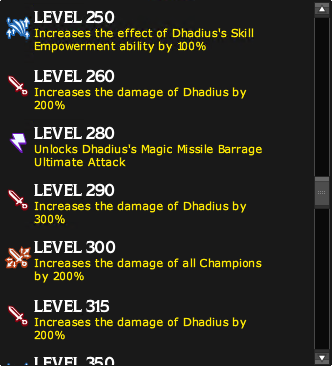 LEVEL 250
Increases the effect of Dhadius's Skill
Empowerment ability by 100%
LEVEL 260
Increases the damage of Dhadius by
200%
LEVEL 280
Unlocks Dhadius's Magic Missile Barrage
Ultimate Attack
LEVEL 290
Increases the damage of Dhadius by
300%
LEVEL 300
Increases the damage of all Champions
by 200%
LEVEL 315
Increases the damage of Dhadius by
200%
LEVEL 350